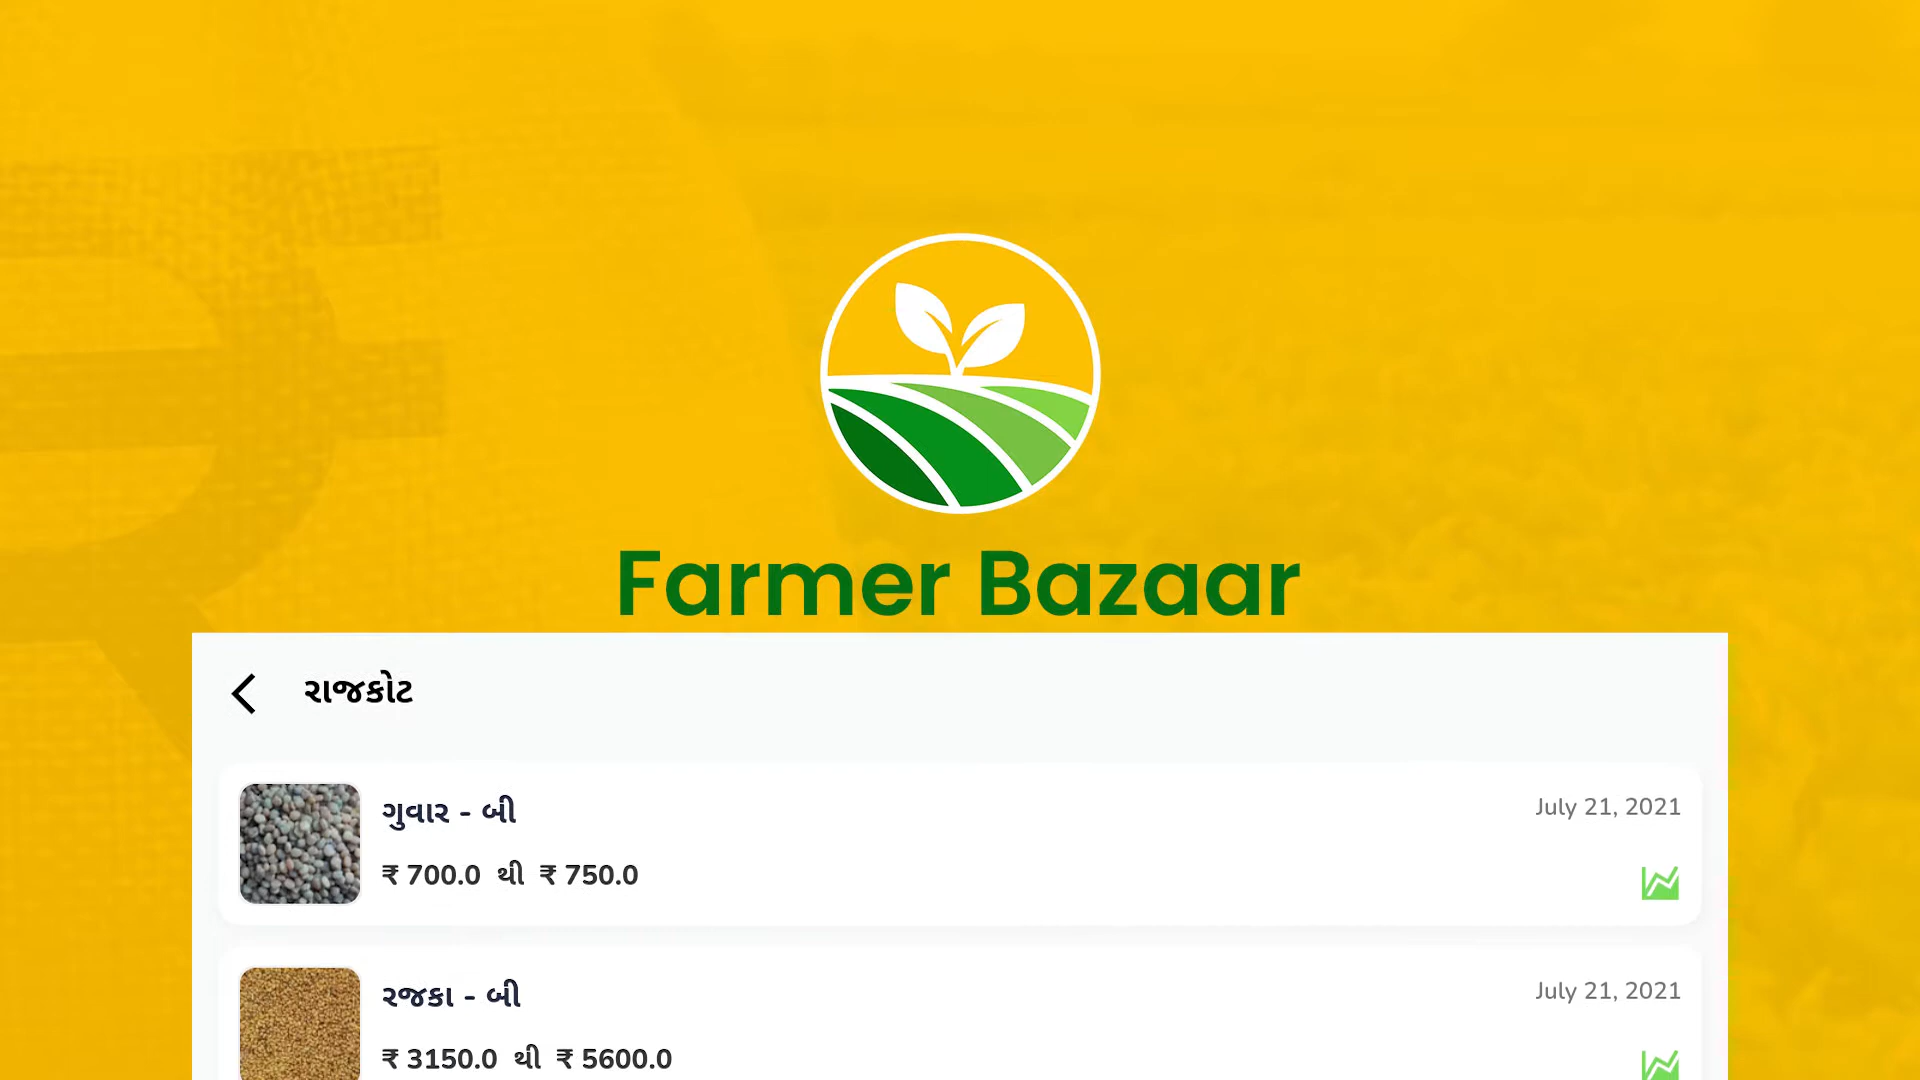 Farmer Bazaar
રાજકોટ
ગુવાર - બી
July 21, 2021
₹ 700.0 થી ₹ 750.0
રજકા - બી
July 21, 2021
₹ 3150.0 થી ₹ 5600.0